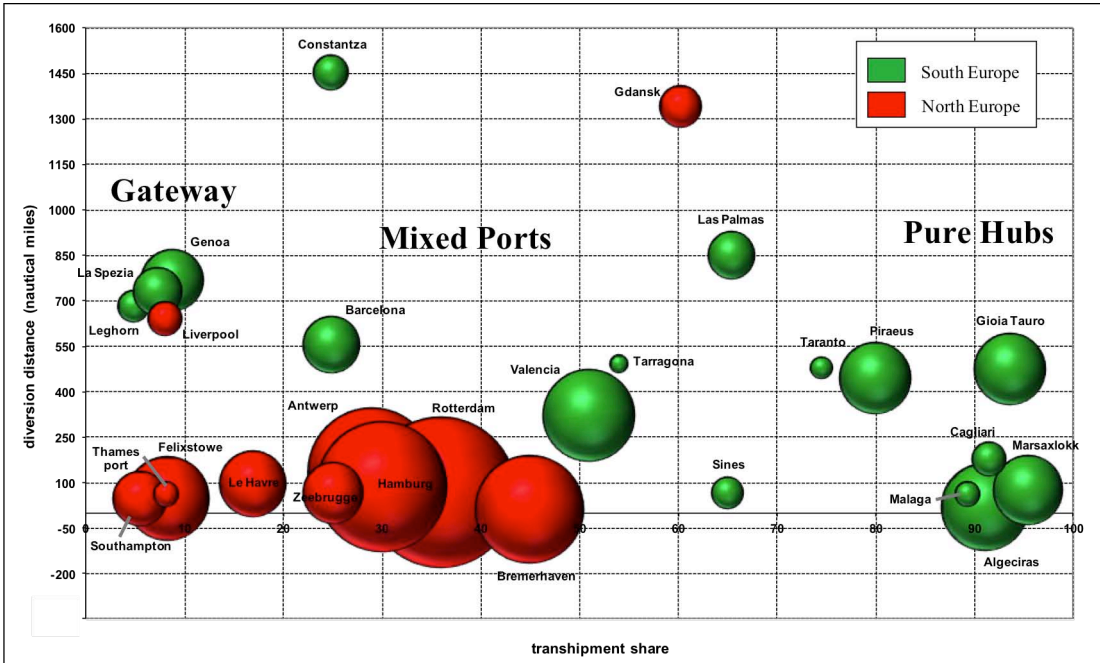 1600
1450
1300
1150
1000
850
700
550
400
250
100
-50
-200
diversion distance (nautical miles)
Constantza
Gdansk
South Europe
North Europe
Gateway
Mixed Ports
Pure Hubs
Las Palmas
Genoa
La Spezia
Leghorn
Liverpool
Barcelona
Valencia
Tarragona
Taranto
Piraeus
Gioia Tauro
Antwerp
Rotterdam
Thames
port
Felixstowe
Le Havre
Zeebrugge
Hamburg
Southampton
Bremerhaven
Sines
Cagliari
Marsaxlokk
Malaga
Algeciras
0
10
20
30
40
50
60
70
80
90
100
transhipment share